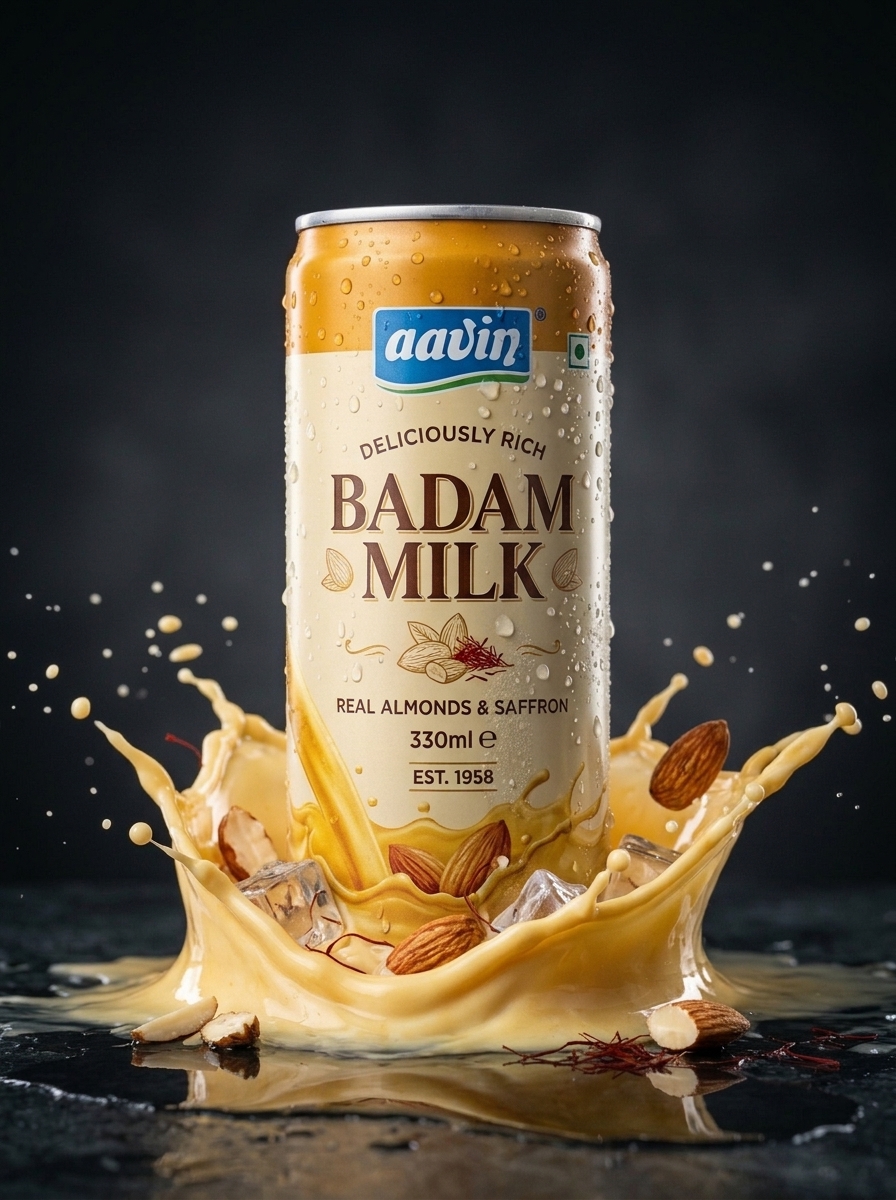 aavin
DELICIOUSLY RICH
BADAM
MILK
REAL ALMONDS & SAFFRON
330ml ℮
EST. 1958